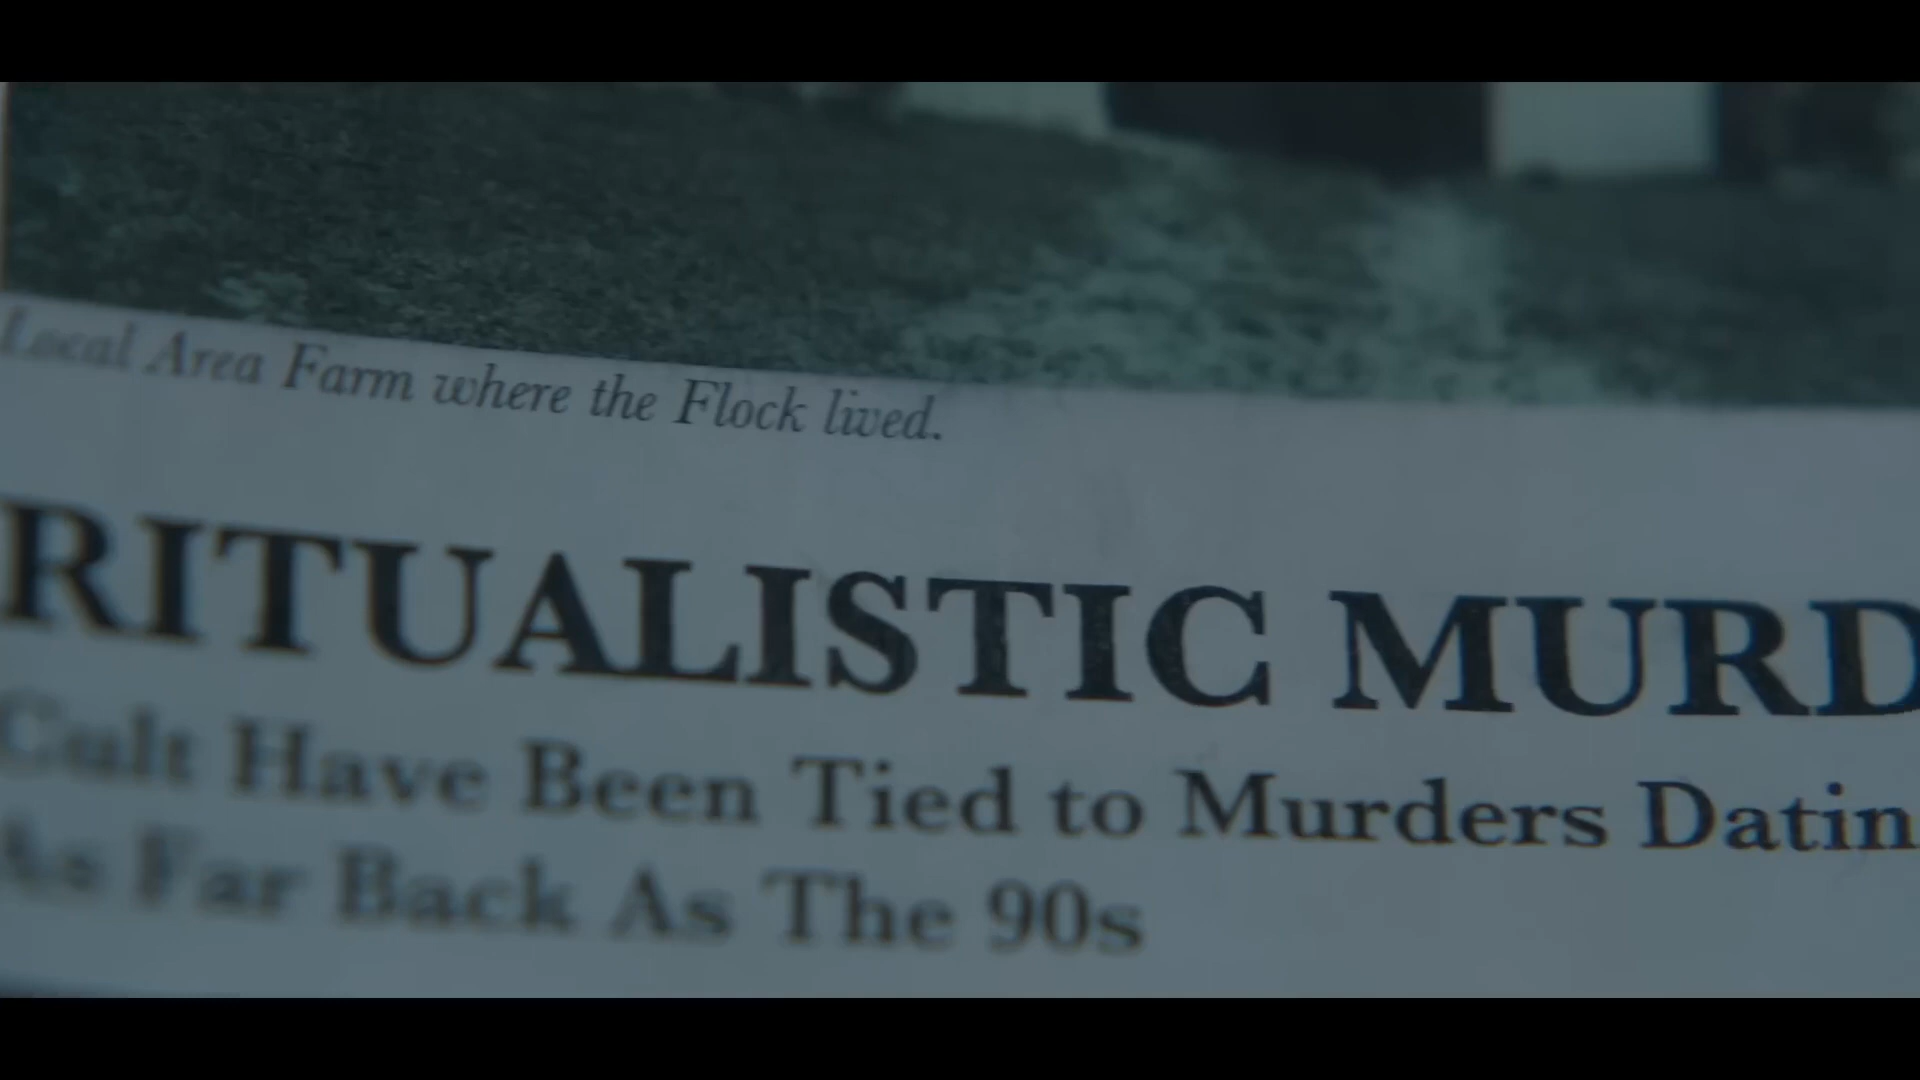 Local Area Farm where the Flock lived.
RITUALISTIC MURD
Cult Have Been Tied to Murders Datin
As Far Back As The 90s